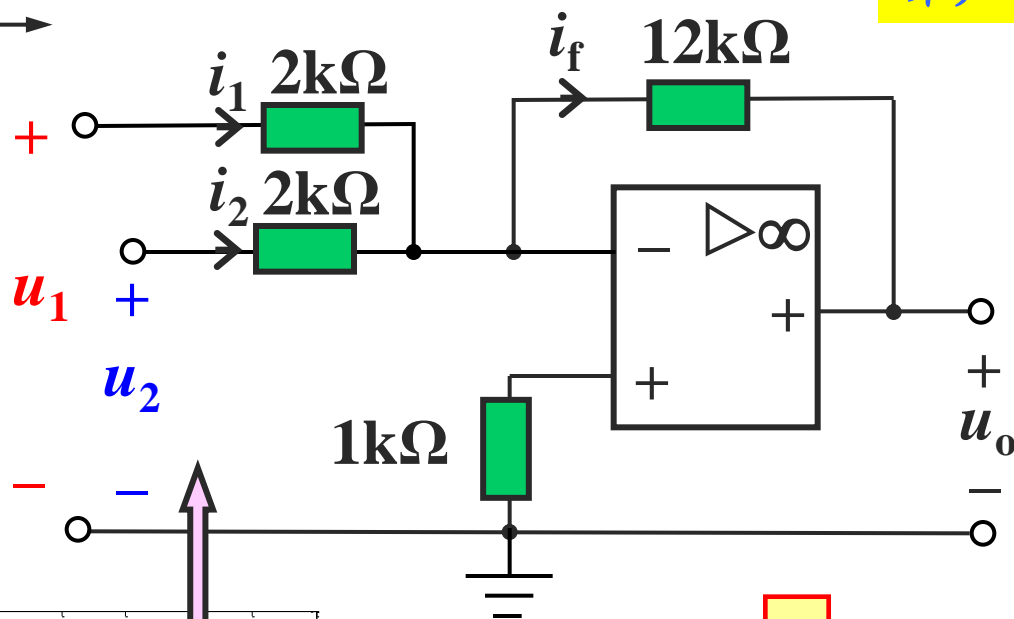 i_f 12kΩ
i_1 2kΩ
+
i_2 2kΩ
− ▷∞
u_1 + + +
u_2 + u_o
1kΩ
− − −